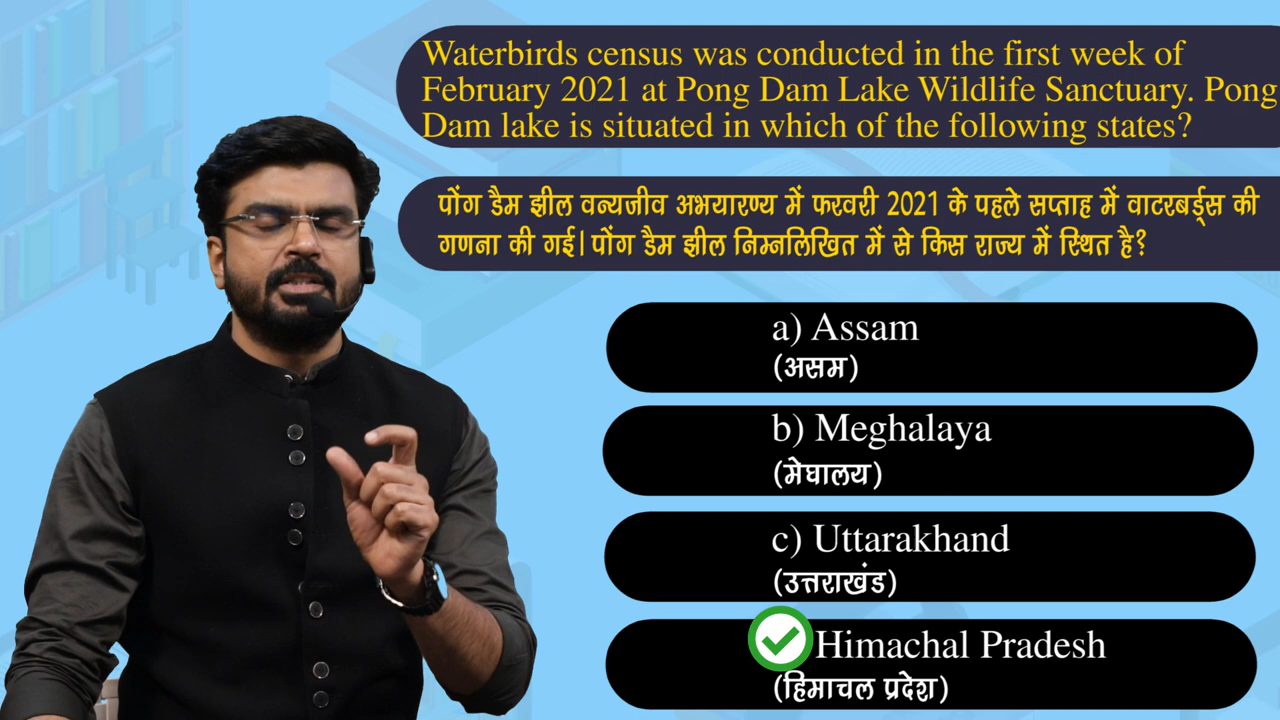 Waterbirds census was conducted in the first week of
February 2021 at Pong Dam Lake Wildlife Sanctuary. Pong
Dam lake is situated in which of the following states?
पोंग डैम झील वन्यजीव अभयारण्य में फरवरी 2021 के पहले सप्ताह में वाटरबर्ड्स की
गणना की गई। पोंग डैम झील निम्नलिखित में से किस राज्य में स्थित है?
a) Assam
(असम)
b) Meghalaya
(मेघालय)
c) Uttarakhand
(उत्तराखंड)
Himachal Pradesh
(हिमाचल प्रदेश)